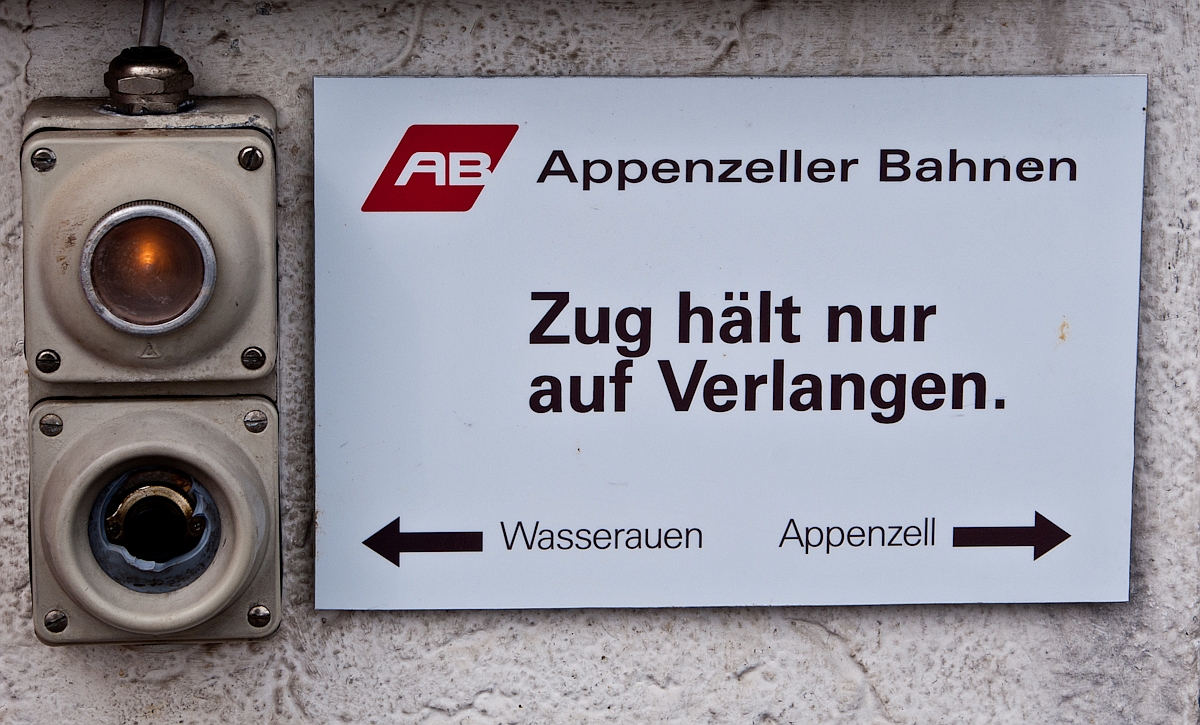 AB Appenzeller Bahnen
Zug hält nur
auf Verlangen.
Wasserauen Appenzell